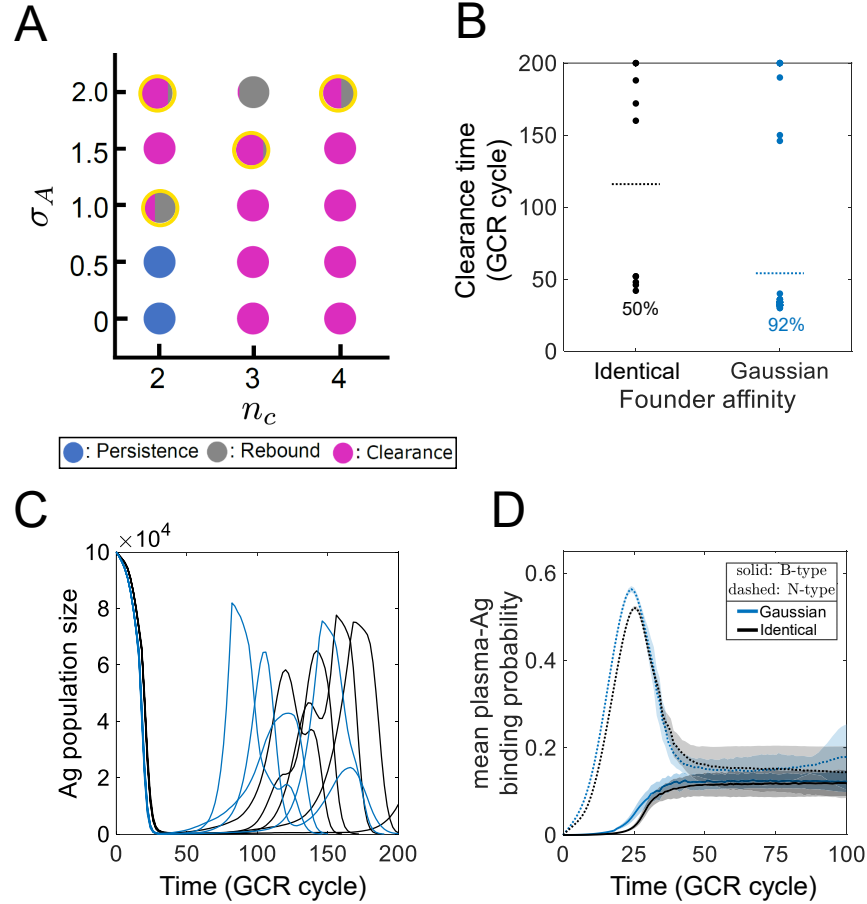 A
2.0
1.5
1.0
0.5
0
σ_A
2 3 4
n_c
: Persistence : Rebound : Clearance
B
200
150
100
50
0
Clearance time
(GCR cycle)
50%
92%
Identical Gaussian
Founder affinity
C
×10⁴
10
8
6
4
2
0
Ag population size
0 50 100 150 200
Time (GCR cycle)
D
0.6
0.4
0.2
0
mean plasma-Ag
binding probability
solid: B-type
dashed: N-type
Gaussian
Identical
0 25 50 75 100
Time (GCR cycle)